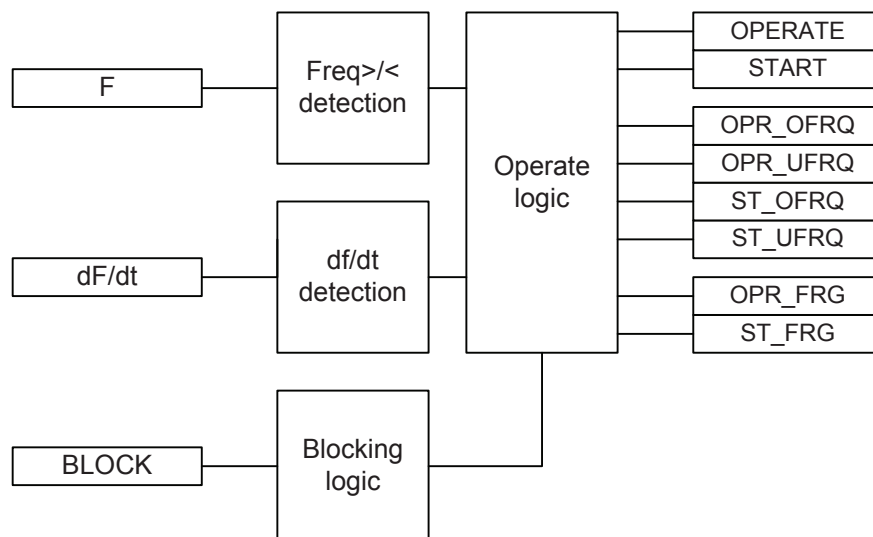 F
Freq>/<
detection
dF/dt
df/dt
detection
BLOCK
Blocking
logic
Operate
logic
OPERATE
START
OPR_OFRQ
OPR_UFRQ
ST_OFRQ
ST_UFRQ
OPR_FRG
ST_FRG